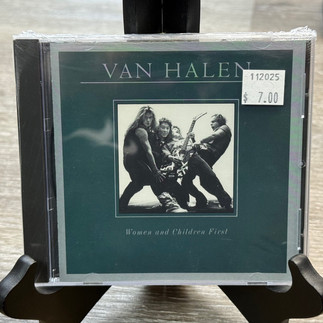 VAN HALEN
112025
$ 7.00
Women and Children First